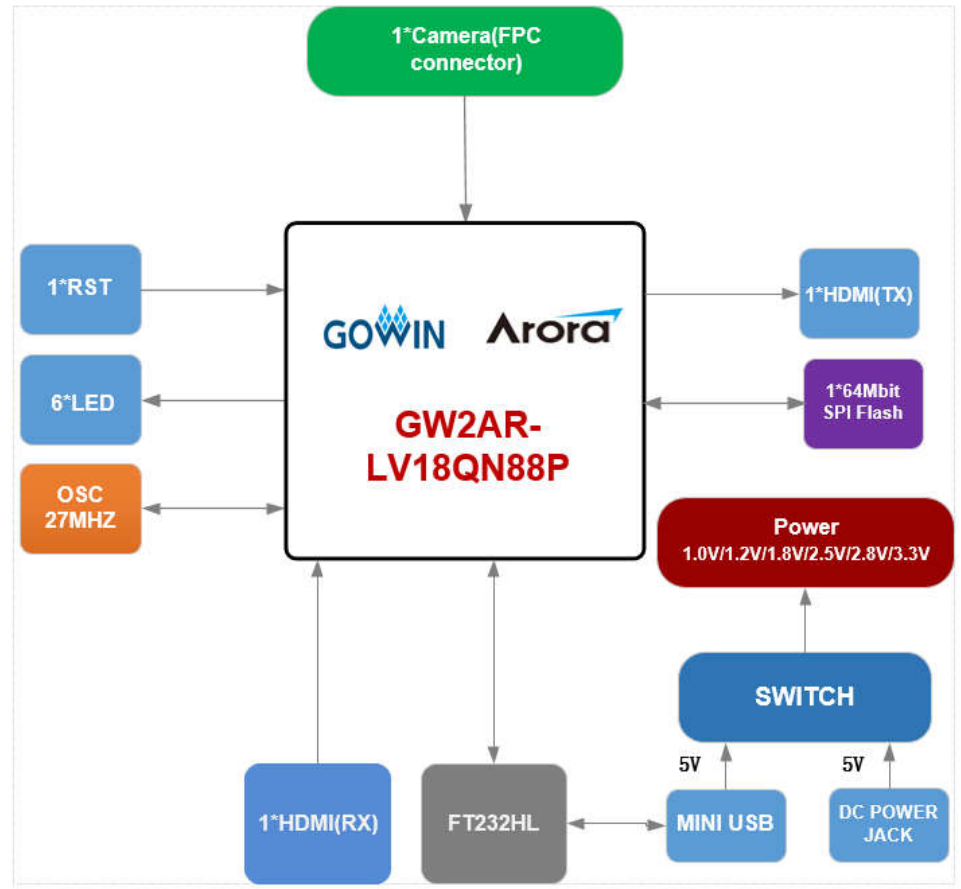 1*Camera(FPC
connector)
1*RST
GOWIN Arora
1*HDMI(TX)
6*LED
1*64Mbit
SPI Flash
GW2AR-
LV18QN88P
OSC
27MHZ
Power
1.0V/1.2V/1.8V/2.5V/2.8V/3.3V
SWITCH
5V
5V
1*HDMI(RX)
FT232HL
MINI USB
DC POWER
JACK